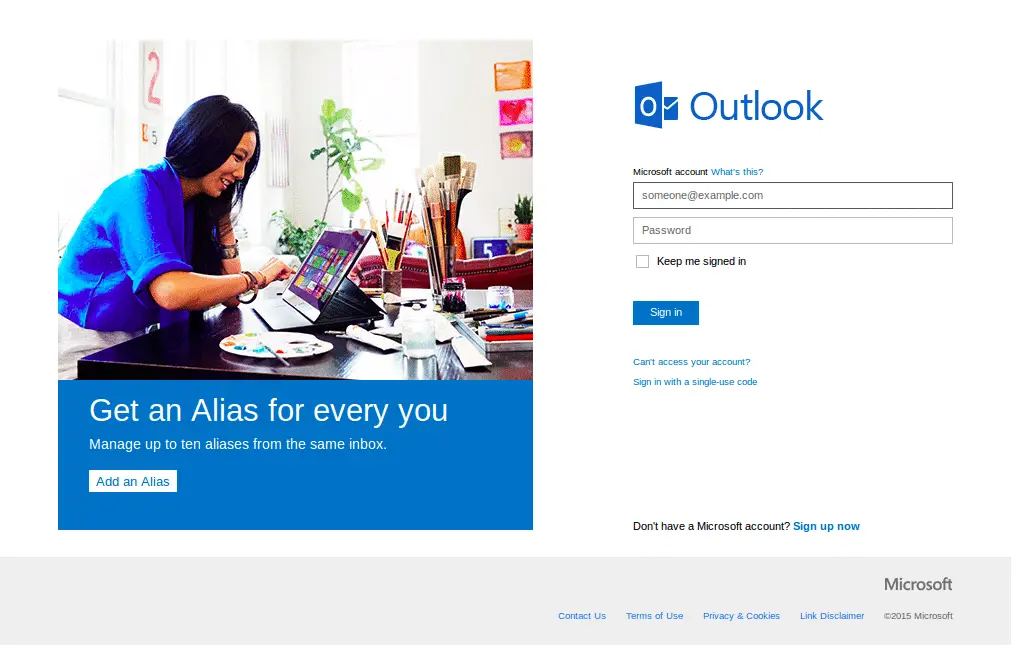 2
5
5
Get an Alias for every you
Manage up to ten aliases from the same inbox.
Add an Alias
Outlook
Microsoft account What's this?
someone@example.com
Password
Keep me signed in
Sign in
Can't access your account?
Sign in with a single-use code
Don't have a Microsoft account? Sign up now
Microsoft
Contact Us Terms of Use Privacy & Cookies Link Disclaimer ©2015 Microsoft